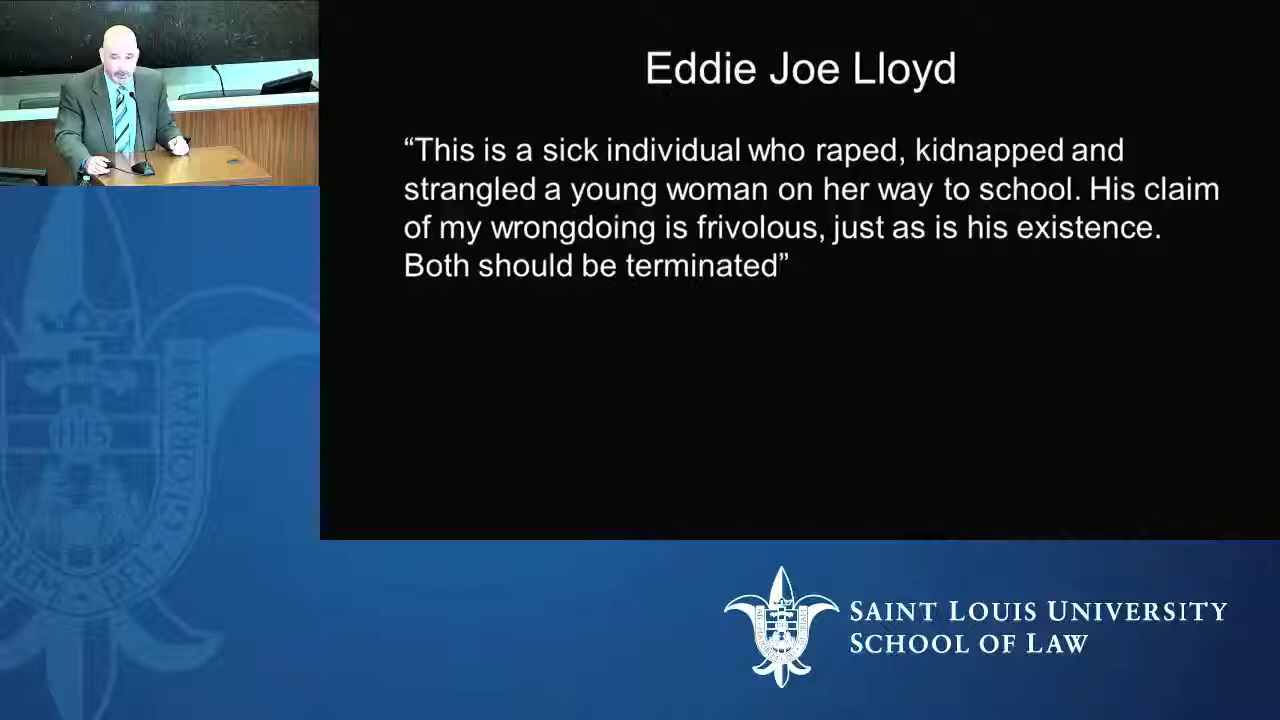 Eddie Joe Lloyd
“This is a sick individual who raped, kidnapped and
strangled a young woman on her way to school. His claim
of my wrongdoing is frivolous, just as is his existence.
Both should be terminated”
SAINT LOUIS UNIVERSITY
SCHOOL OF LAW